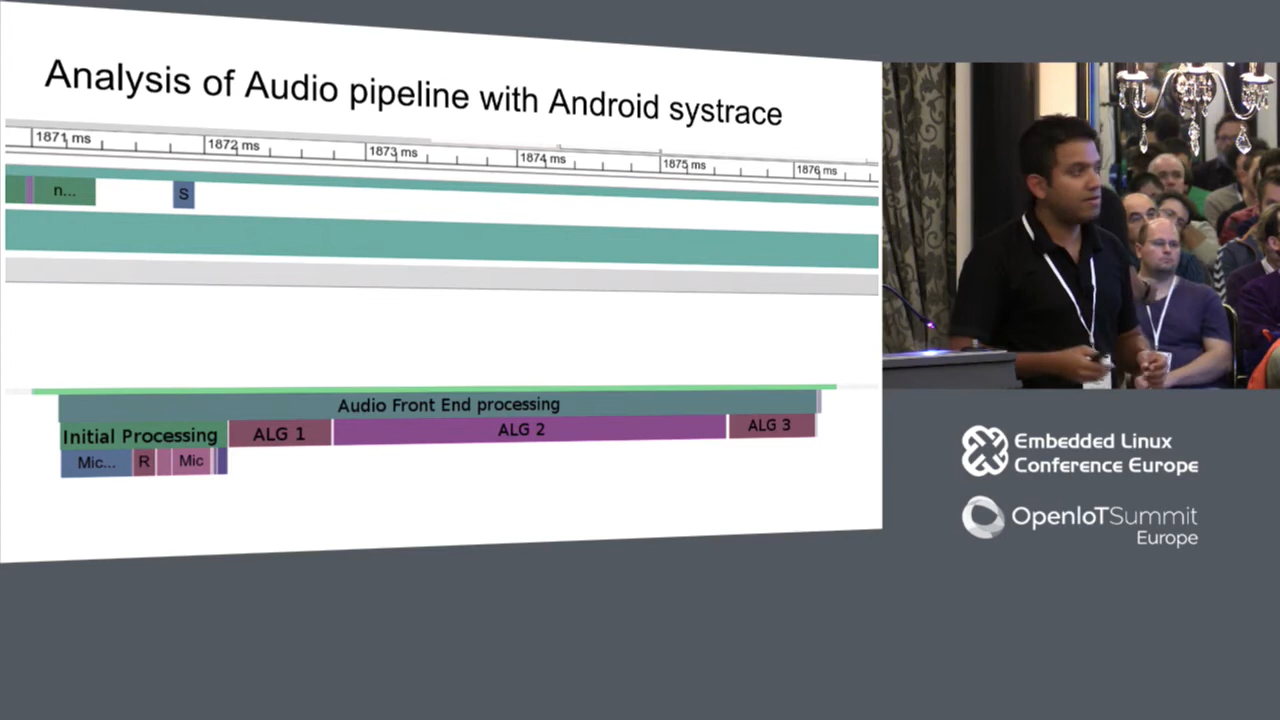 Analysis of Audio pipeline with Android systrace
1871 ms
1872 ms
1873 ms
1874 ms
1875 ms
1876 ms
n...
S
Audio Front End processing
Initial Processing
ALG 1
ALG 2
ALG 3
Mic...
R
Mic
Embedded Linux
Conference Europe
OpenIoTSummit
Europe